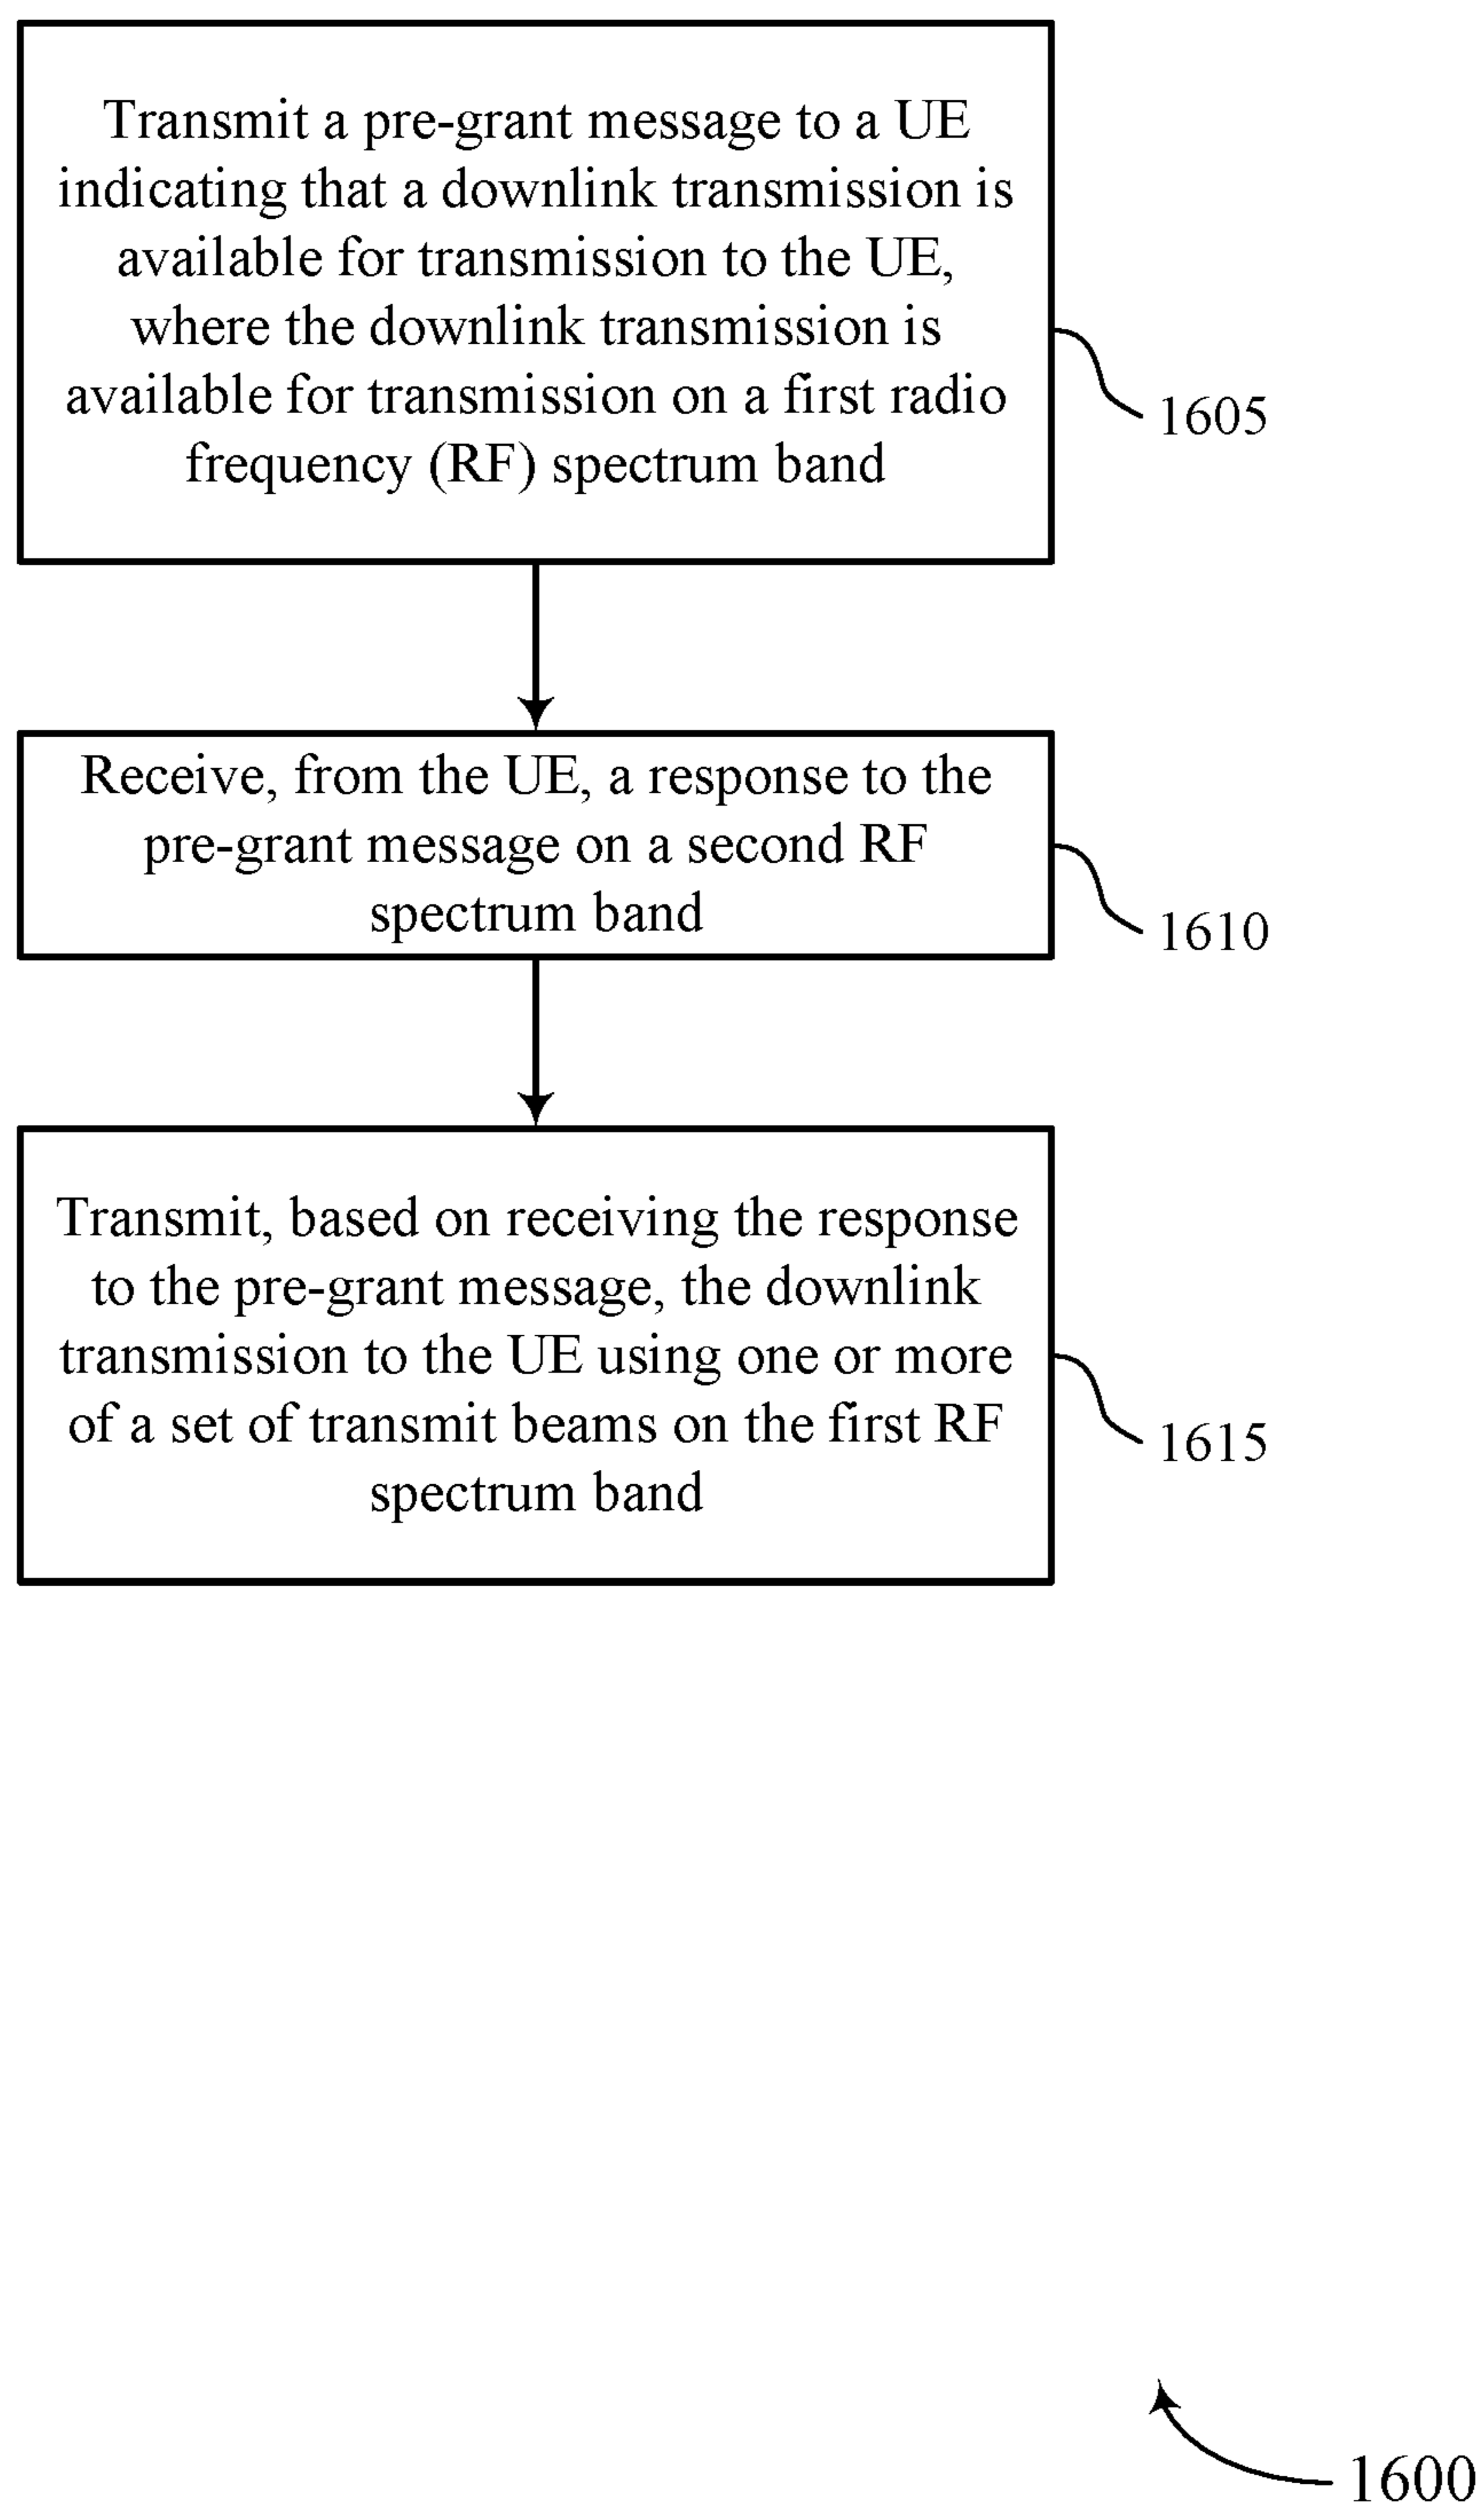 Transmit a pre-grant message to a UE
indicating that a downlink transmission is
available for transmission to the UE,
where the downlink transmission is
available for transmission on a first radio
frequency (RF) spectrum band
1605
Receive, from the UE, a response to the
pre-grant message on a second RF
spectrum band
1610
Transmit, based on receiving the response
to the pre-grant message, the downlink
transmission to the UE using one or more
of a set of transmit beams on the first RF
spectrum band
1615
1600